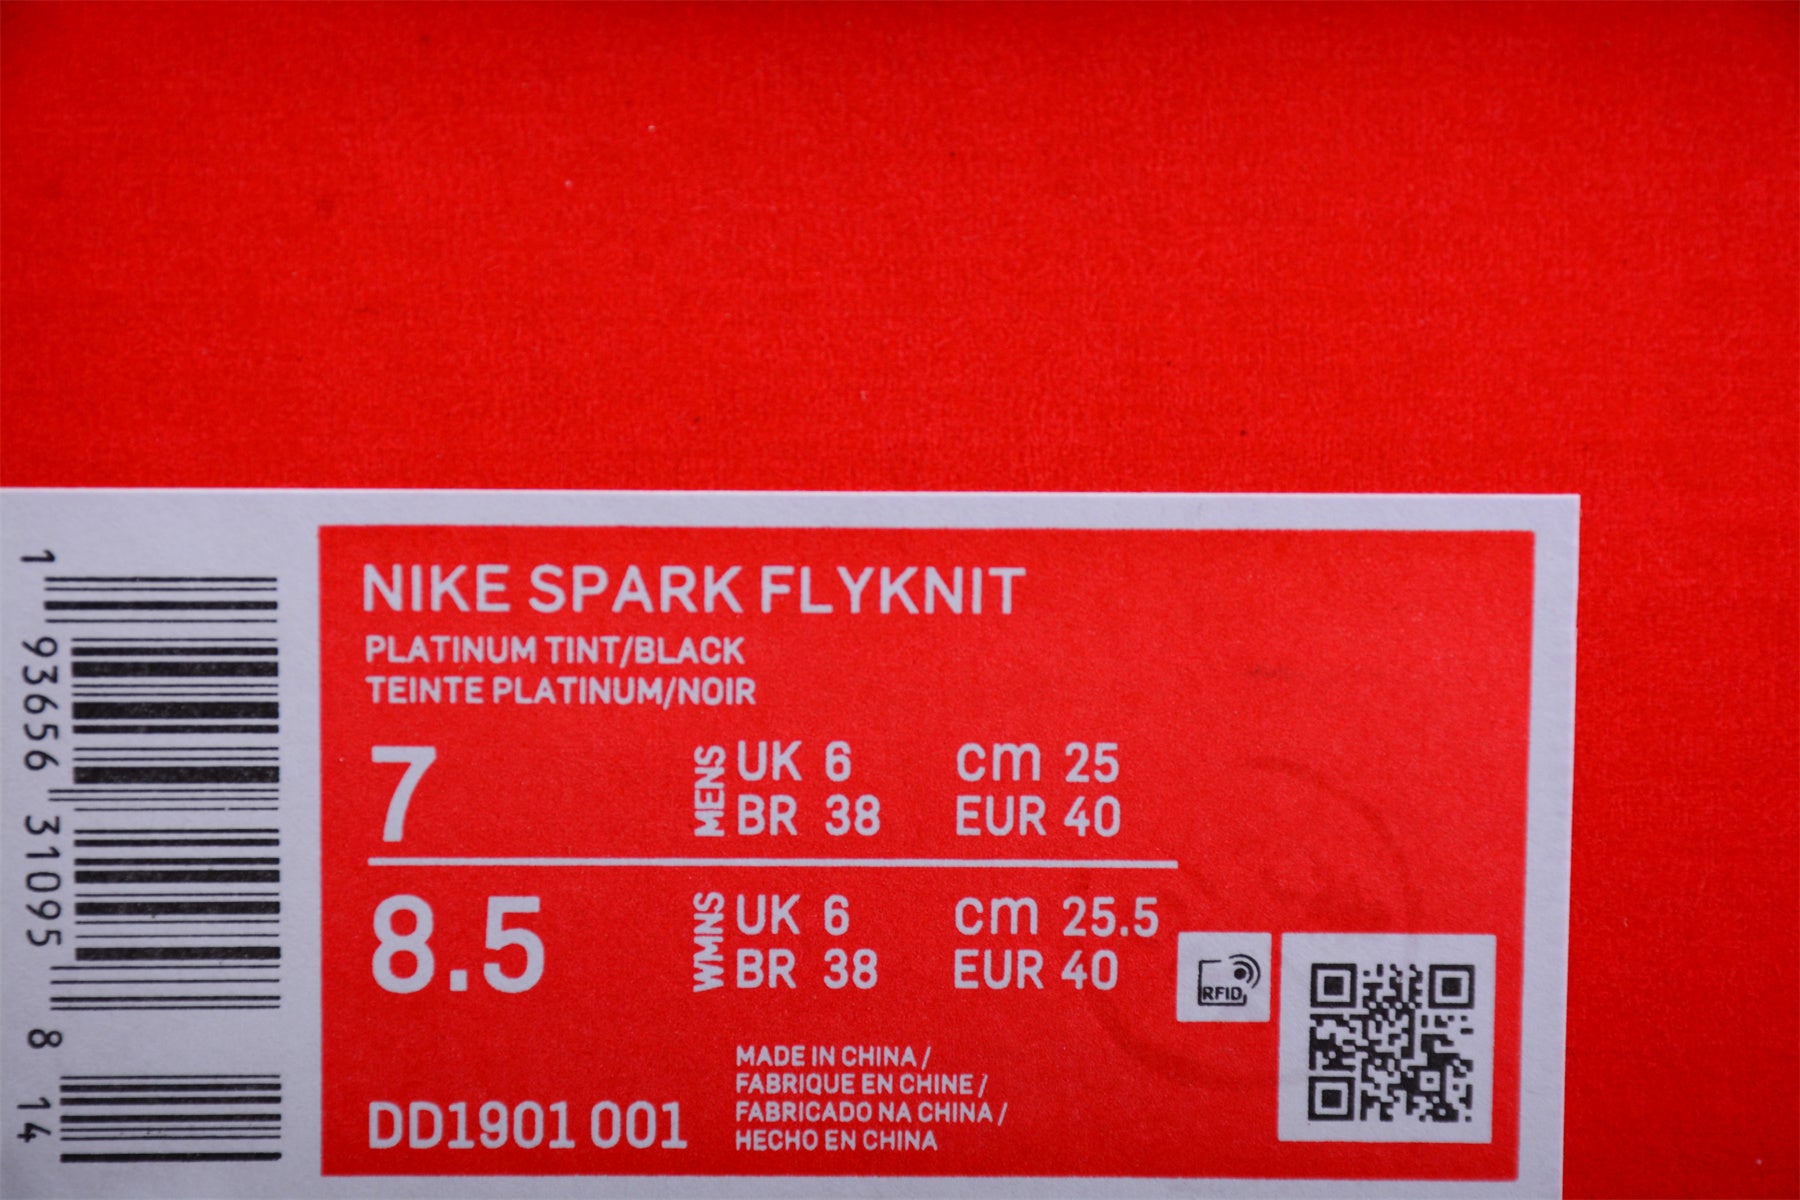 NIKE SPARK FLYKNIT
PLATINUM TINT/BLACK
TEINTE PLATINUM/NOIR
7 MENS UK 6 cm 25
BR 38 EUR 40
8.5 WMNS UK 6 cm 25.5
BR 38 EUR 40
RFID
MADE IN CHINA /
FABRIQUE EN CHINE /
FABRICADO NA CHINA /
HECHO EN CHINA
DD1901 001
1 93656 31095 8 14